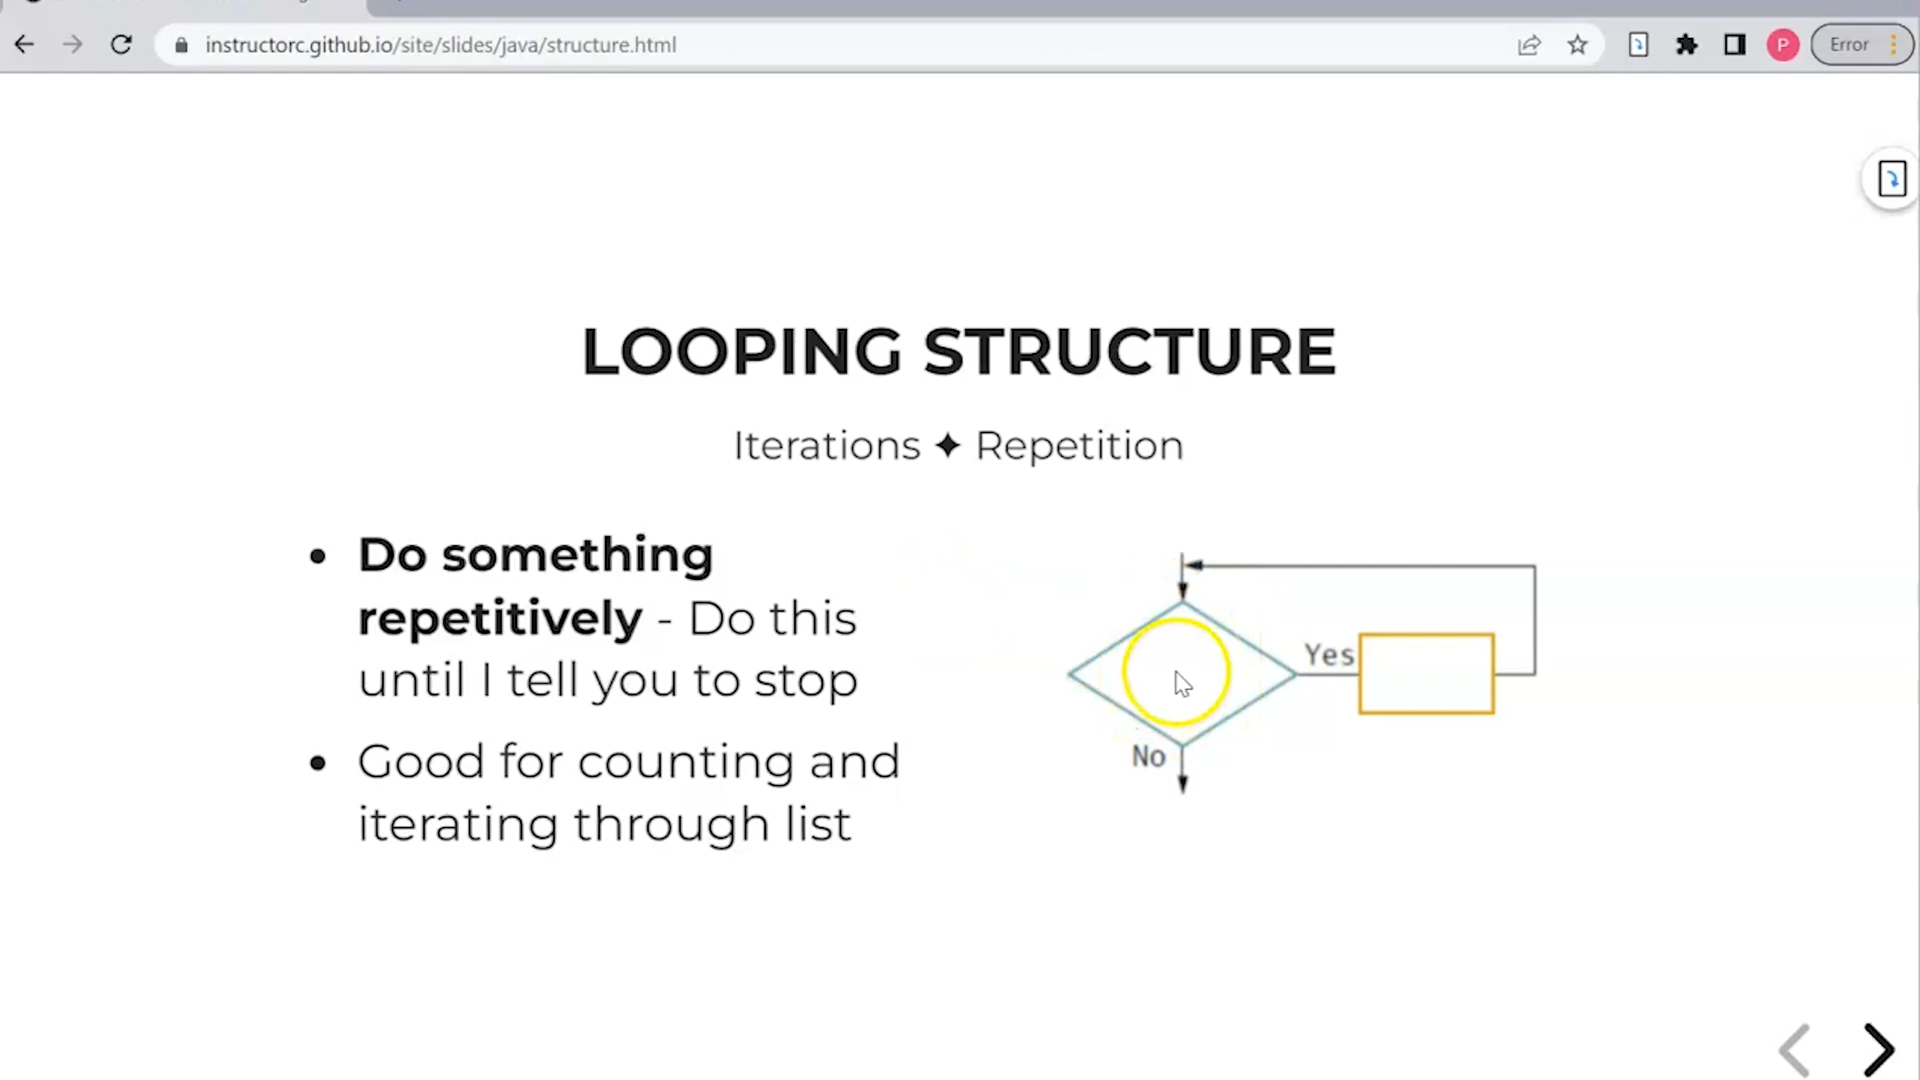 instructorc.github.io/site/slides/java/structure.html
P
Error
LOOPING STRUCTURE
Iterations ✦ Repetition
• Do something
repetitively - Do this
until I tell you to stop
• Good for counting and
iterating through list
Yes
No